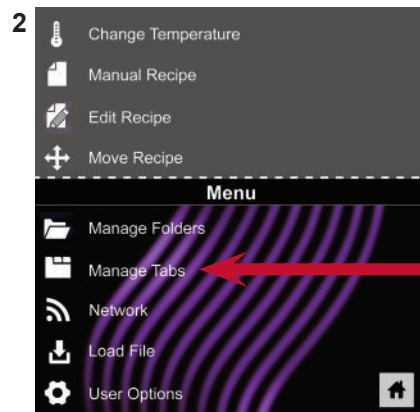 2
Change Temperature
Manual Recipe
Edit Recipe
Move Recipe
Menu
Manage Folders
Manage Tabs
Network
Load File
User Options